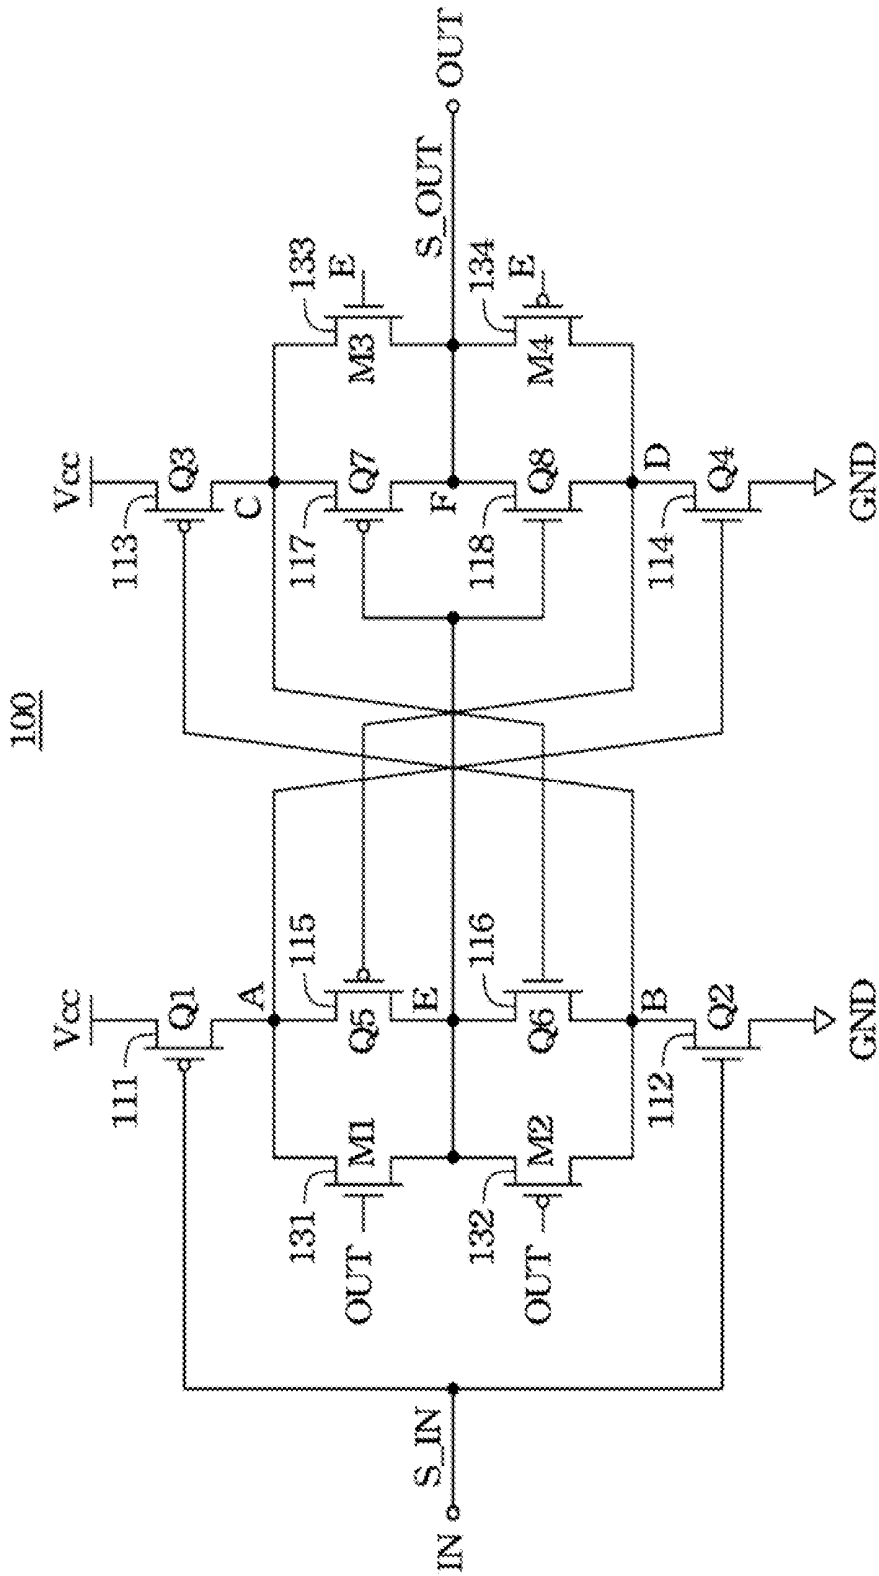 100
Vcc
Vcc
111
Q1
113
Q3
A
C
131
115
117
133
OUT
M1
Q5
Q7
M3
E
S_IN
E
F
S_OUT
IN
OUT
132
116
118
134
OUT
M2
Q6
Q8
M4
E
112
B
114
D
Q2
Q4
GND
GND